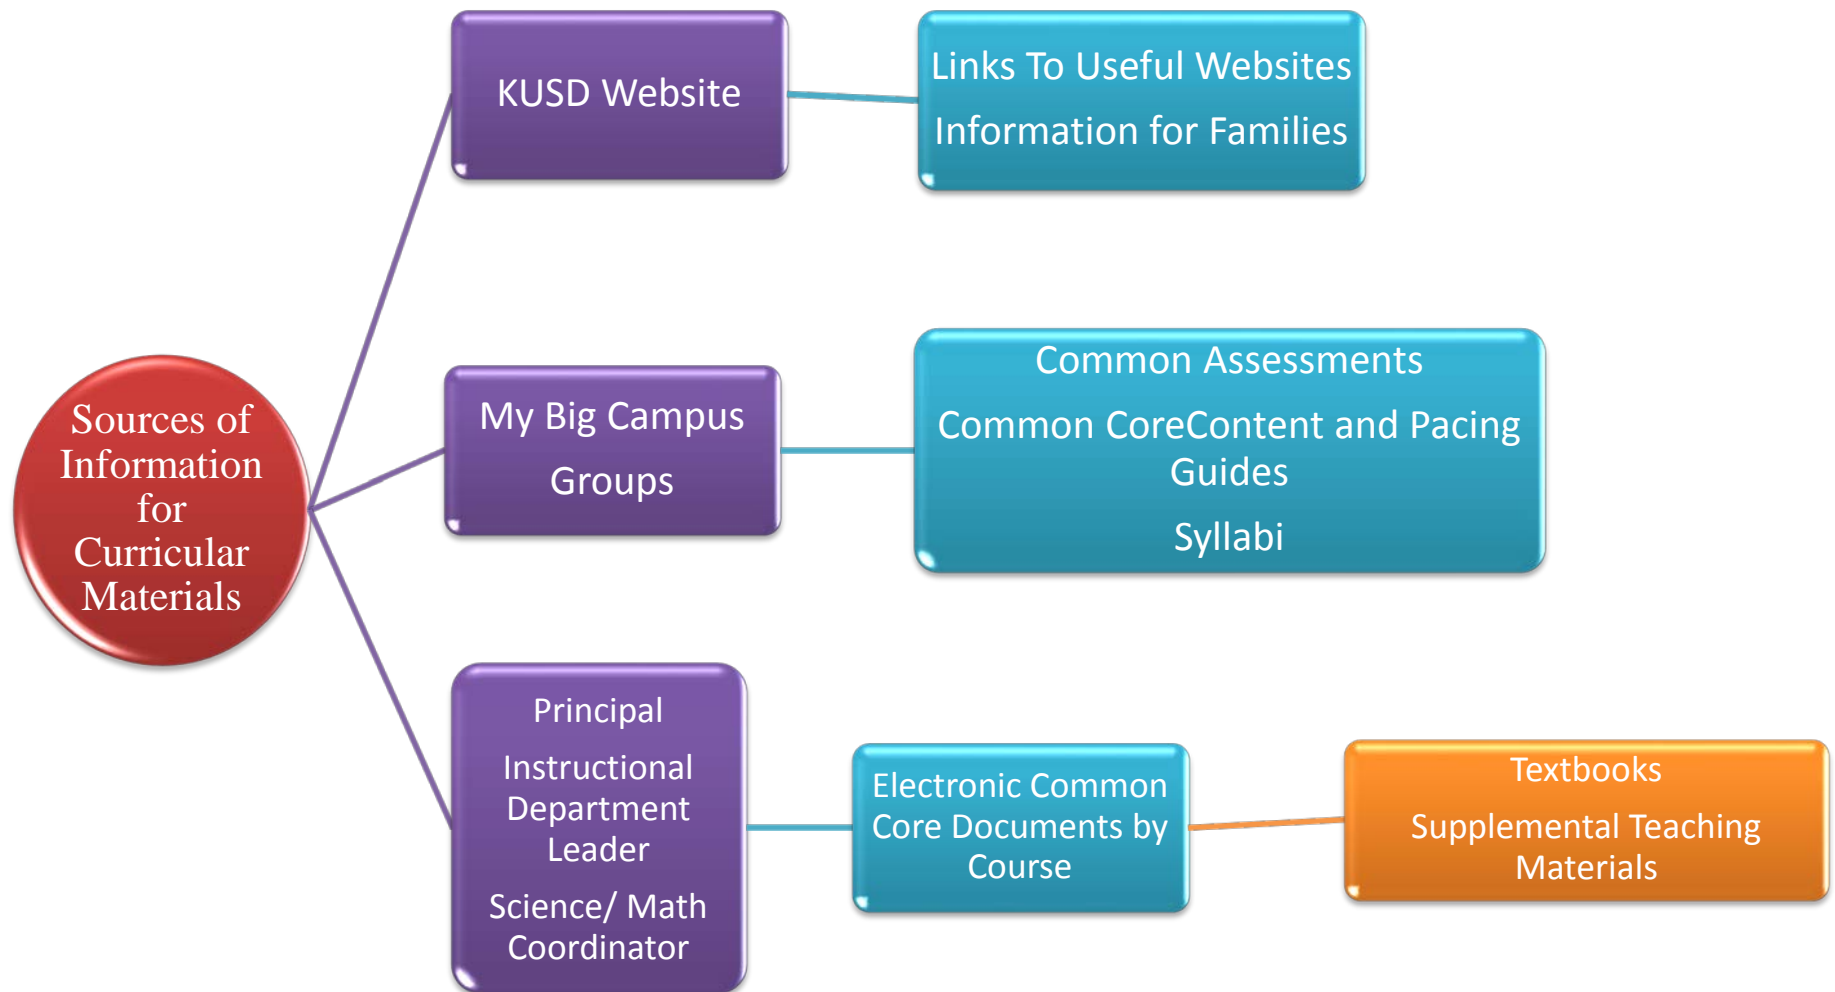 Sources of
Information
for
Curricular
Materials
KUSD Website
Links To Useful Websites
Information for Families
My Big Campus
Groups
Common Assessments
Common CoreContent and Pacing
Guides
Syllabi
Principal
Instructional
Department
Leader
Science/ Math
Coordinator
Electronic Common
Core Documents by
Course
Textbooks
Supplemental Teaching
Materials